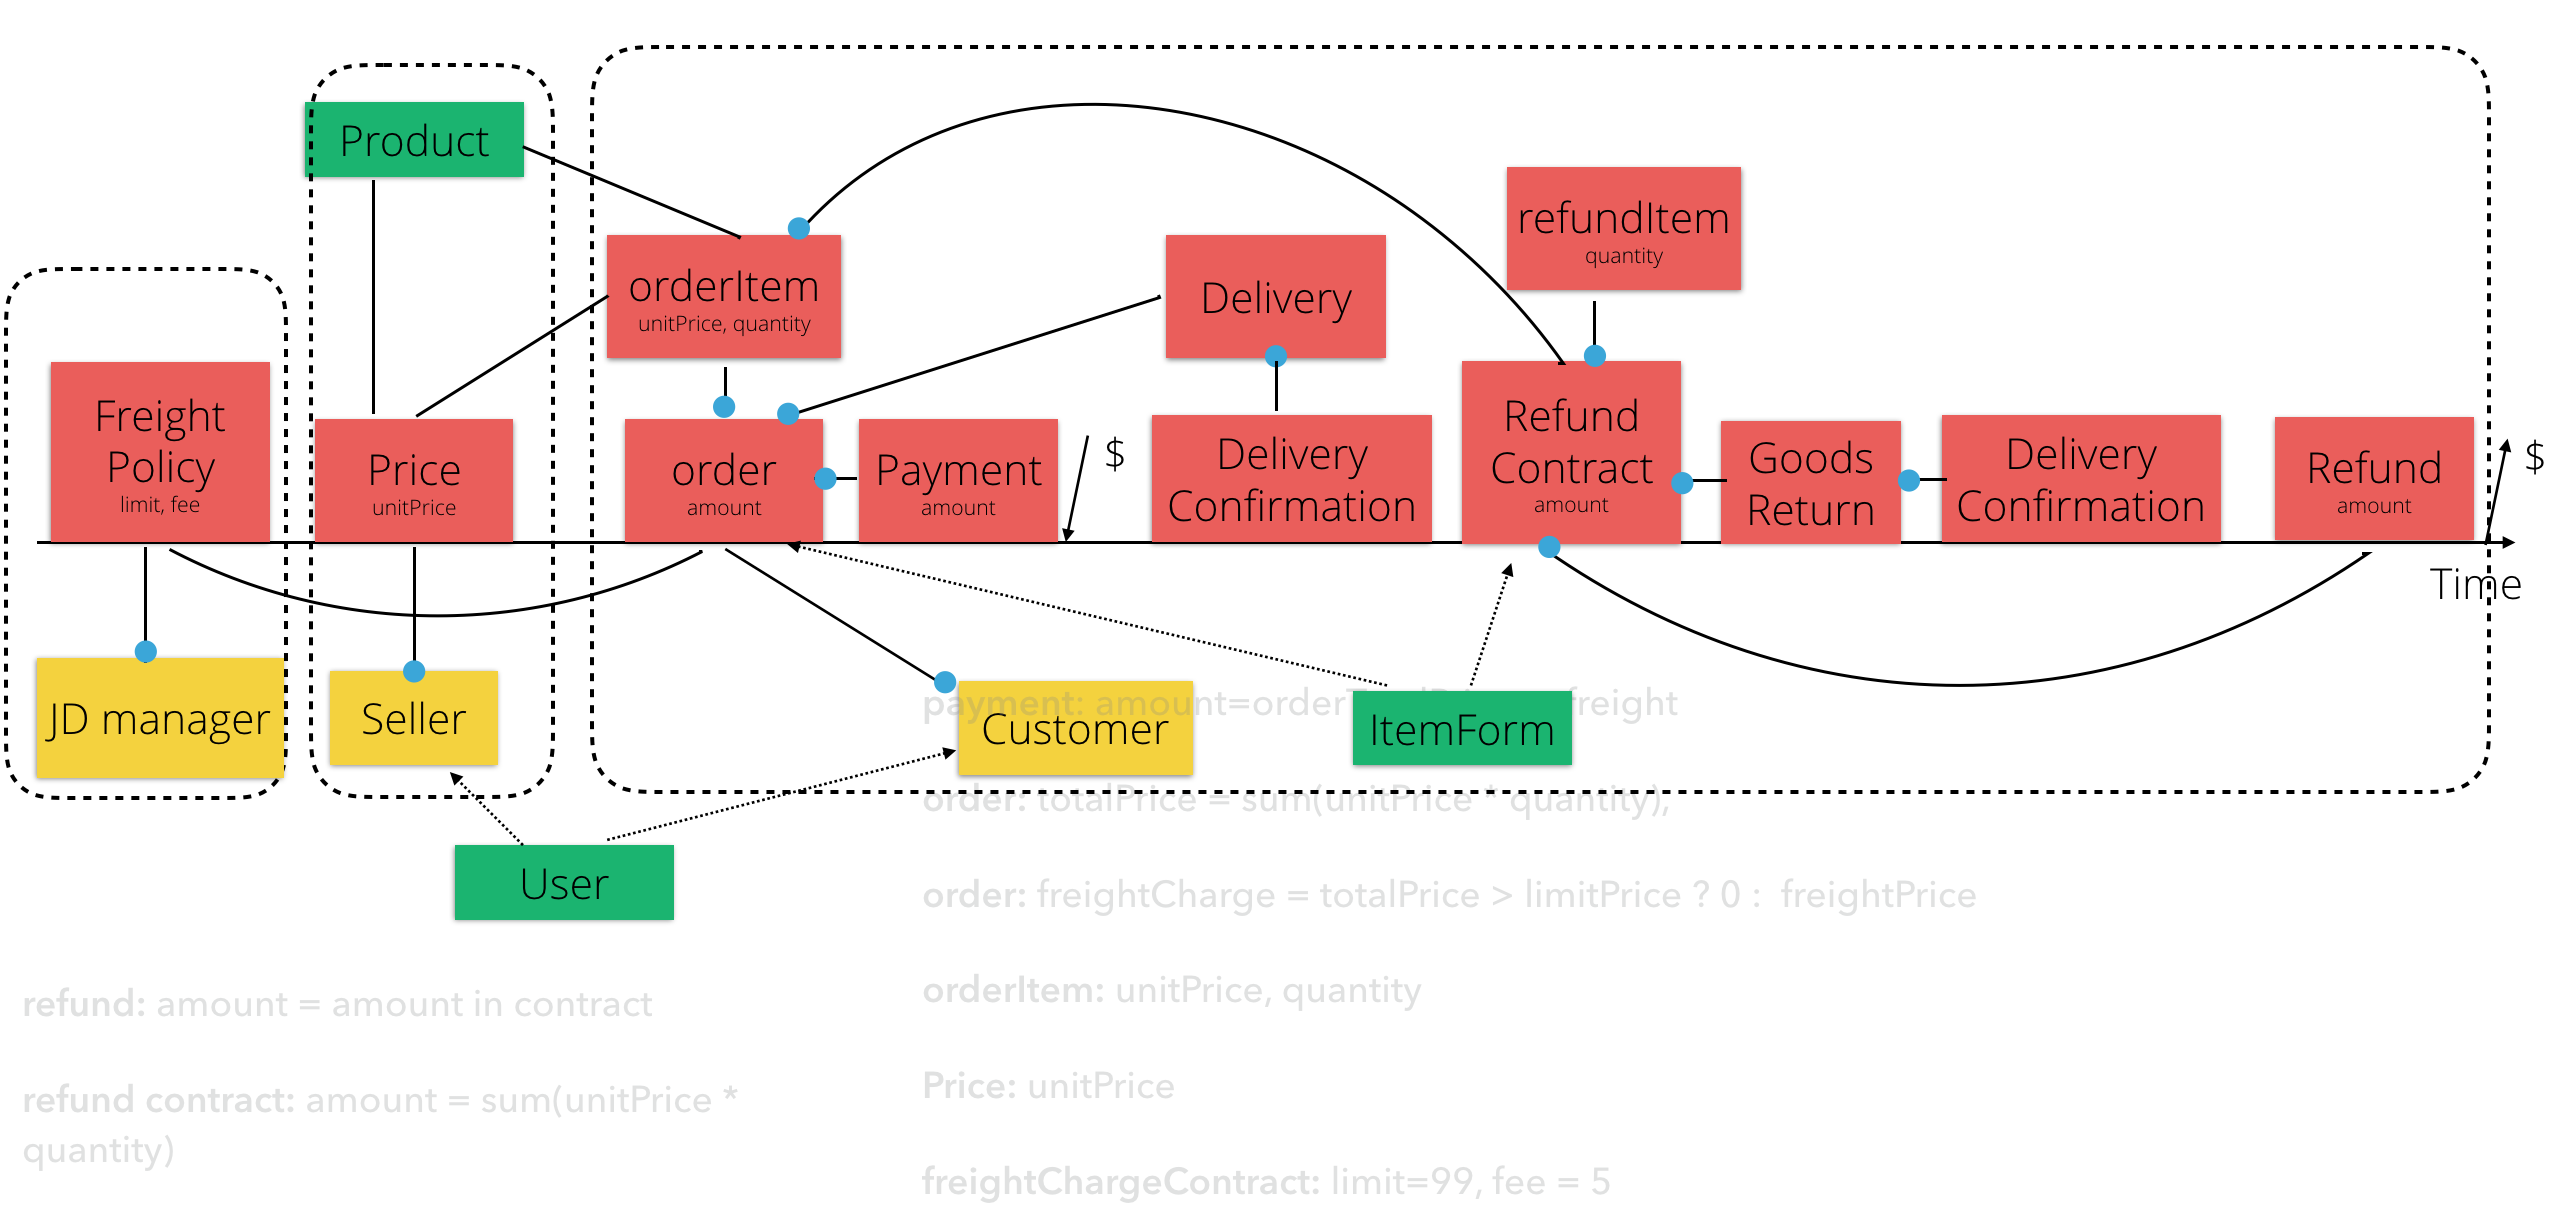 Product
refundItem
quantity
orderItem
unitPrice, quantity
Delivery
Freight
Policy
limit, fee
Price
unitPrice
order
amount
Payment
amount
$
Delivery
Confirmation
Refund
Contract
amount
Goods
Return
Delivery
Confirmation
Refund
amount
$
Time
JD manager
Seller
Customer
ItemForm
User
payment: amount=order freight
order: totalPrice = sum(unitPrice * quantity),
order: freightCharge = totalPrice > limitPrice ? 0 : freightPrice
orderItem: unitPrice, quantity
Price: unitPrice
freightChargeContract: limit=99, fee = 5
refund: amount = amount in contract
refund contract: amount = sum(unitPrice *
quantity)